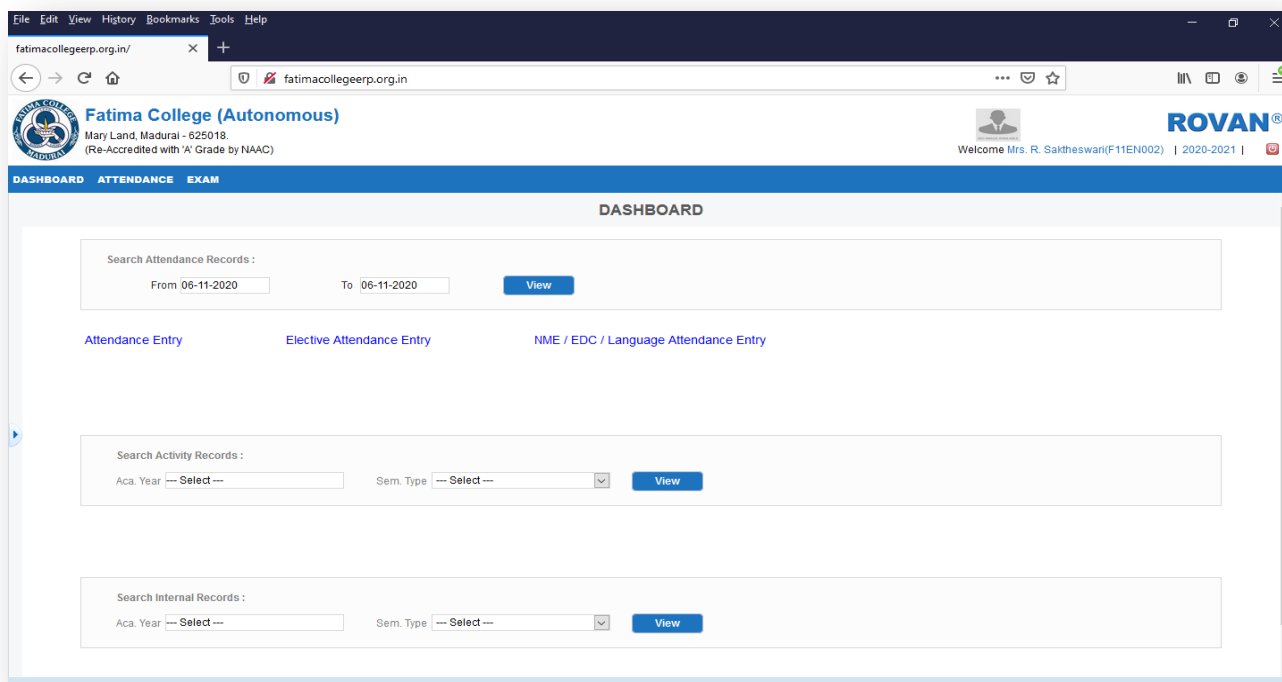 File Edit View History Bookmarks Tools Help
fatimacollegeerp.org.in/
fatimacollegeerp.org.in
Fatima College (Autonomous)
Mary Land, Madurai - 625018.
(Re-Accredited with 'A' Grade by NAAC)
ROVAN®
Welcome Mrs. R. Saktheswari(F11EN002) | 2020-2021 |
DASHBOARD ATTENDANCE EXAM
DASHBOARD
Search Attendance Records :
From 06-11-2020 To 06-11-2020 View
Attendance Entry Elective Attendance Entry NME / EDC / Language Attendance Entry
Search Activity Records :
Aca. Year --- Select --- Sem. Type --- Select --- View
Search Internal Records :
Aca. Year --- Select --- Sem. Type --- Select --- View